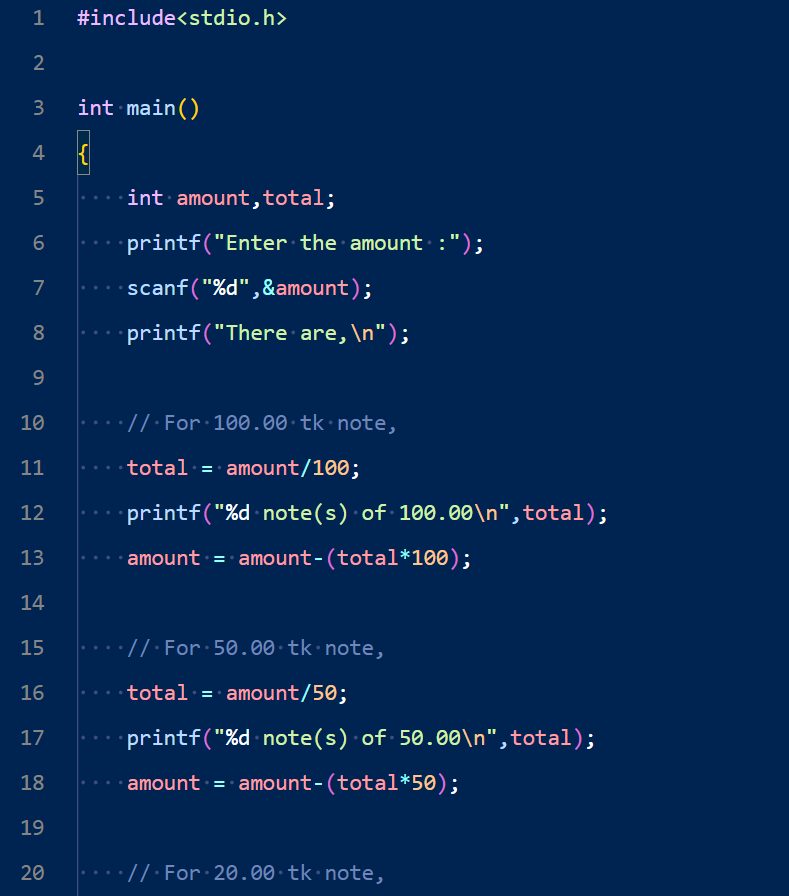 1 #include<stdio.h>
2
3 int main()
4 {
5     int amount,total;
6     printf("Enter the amount :");
7     scanf("%d",&amount);
8     printf("There are,\n");
9
10     // For 100.00 tk note,
11     total = amount/100;
12     printf("%d note(s) of 100.00\n",total);
13     amount = amount-(total*100);
14
15     // For 50.00 tk note,
16     total = amount/50;
17     printf("%d note(s) of 50.00\n",total);
18     amount = amount-(total*50);
19
20     // For 20.00 tk note,